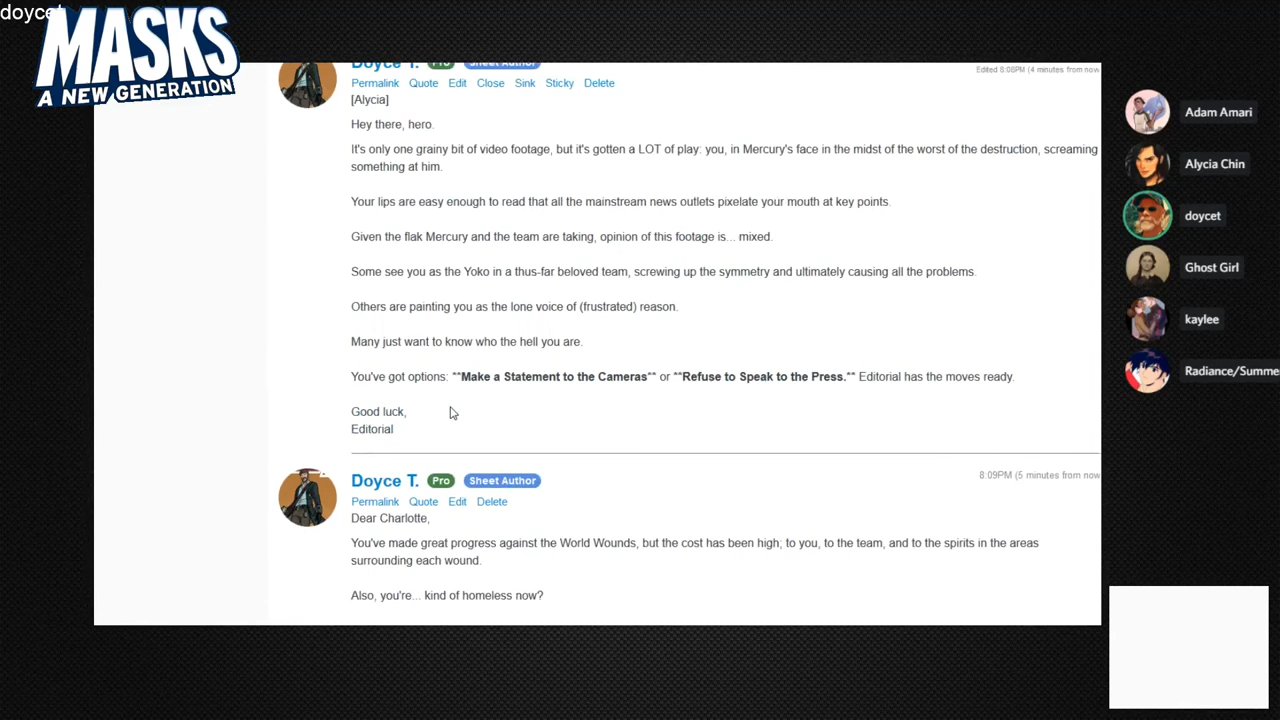 doycet
MASKS
A NEW GENERATION
Doyce T. Pro Sheet Author
Edited 8:08PM (4 minutes from now
Permalink Quote Edit Close Sink Sticky Delete
[Alycia]
Hey there, hero.
It's only one grainy bit of video footage, but it's gotten a LOT of play: you, in Mercury's face in the midst of the worst of the destruction, screaming
something at him.
Your lips are easy enough to read that all the mainstream news outlets pixelate your mouth at key points.
Given the flak Mercury and the team are taking, opinion of this footage is... mixed.
Some see you as the Yoko in a thus-far beloved team, screwing up the symmetry and ultimately causing all the problems.
Others are painting you as the lone voice of (frustrated) reason.
Many just want to know who the hell you are.
You've got options: **Make a Statement to the Cameras** or **Refuse to Speak to the Press.** Editorial has the moves ready.
Good luck,
Editorial
Doyce T. Pro Sheet Author
8:09PM (5 minutes from now
Permalink Quote Edit Delete
Dear Charlotte,
You've made great progress against the World Wounds, but the cost has been high; to you, to the team, and to the spirits in the areas
surrounding each wound.
Also, you're... kind of homeless now?
Adam Amari
Alycia Chin
doycet
Ghost Girl
kaylee
Radiance/Summe